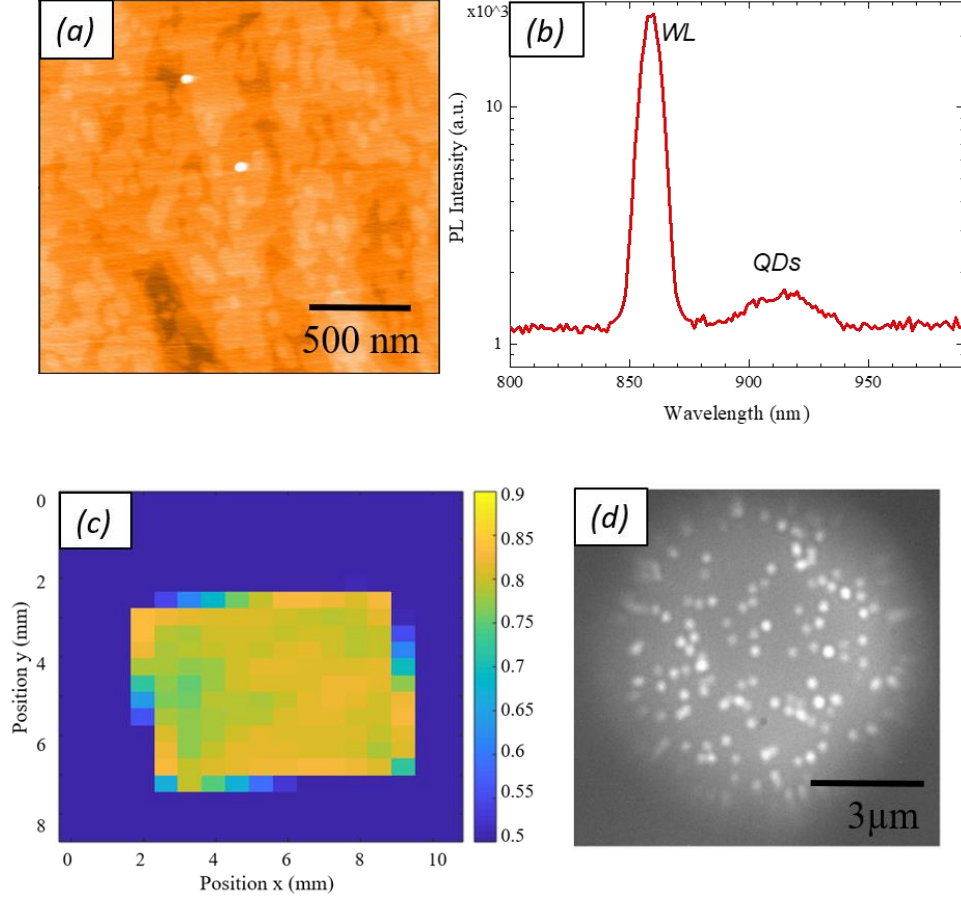 (a)
500 nm
(b)
x10^3
WL
QDs
10
1
PL Intensity (a.u.)
800
850
900
950
Wavelength (nm)
(c)
0
2
4
6
8
Position y (mm)
0
2
4
6
8
10
Position x (mm)
0.9
0.85
0.8
0.75
0.7
0.65
0.6
0.55
0.5
(d)
3µm